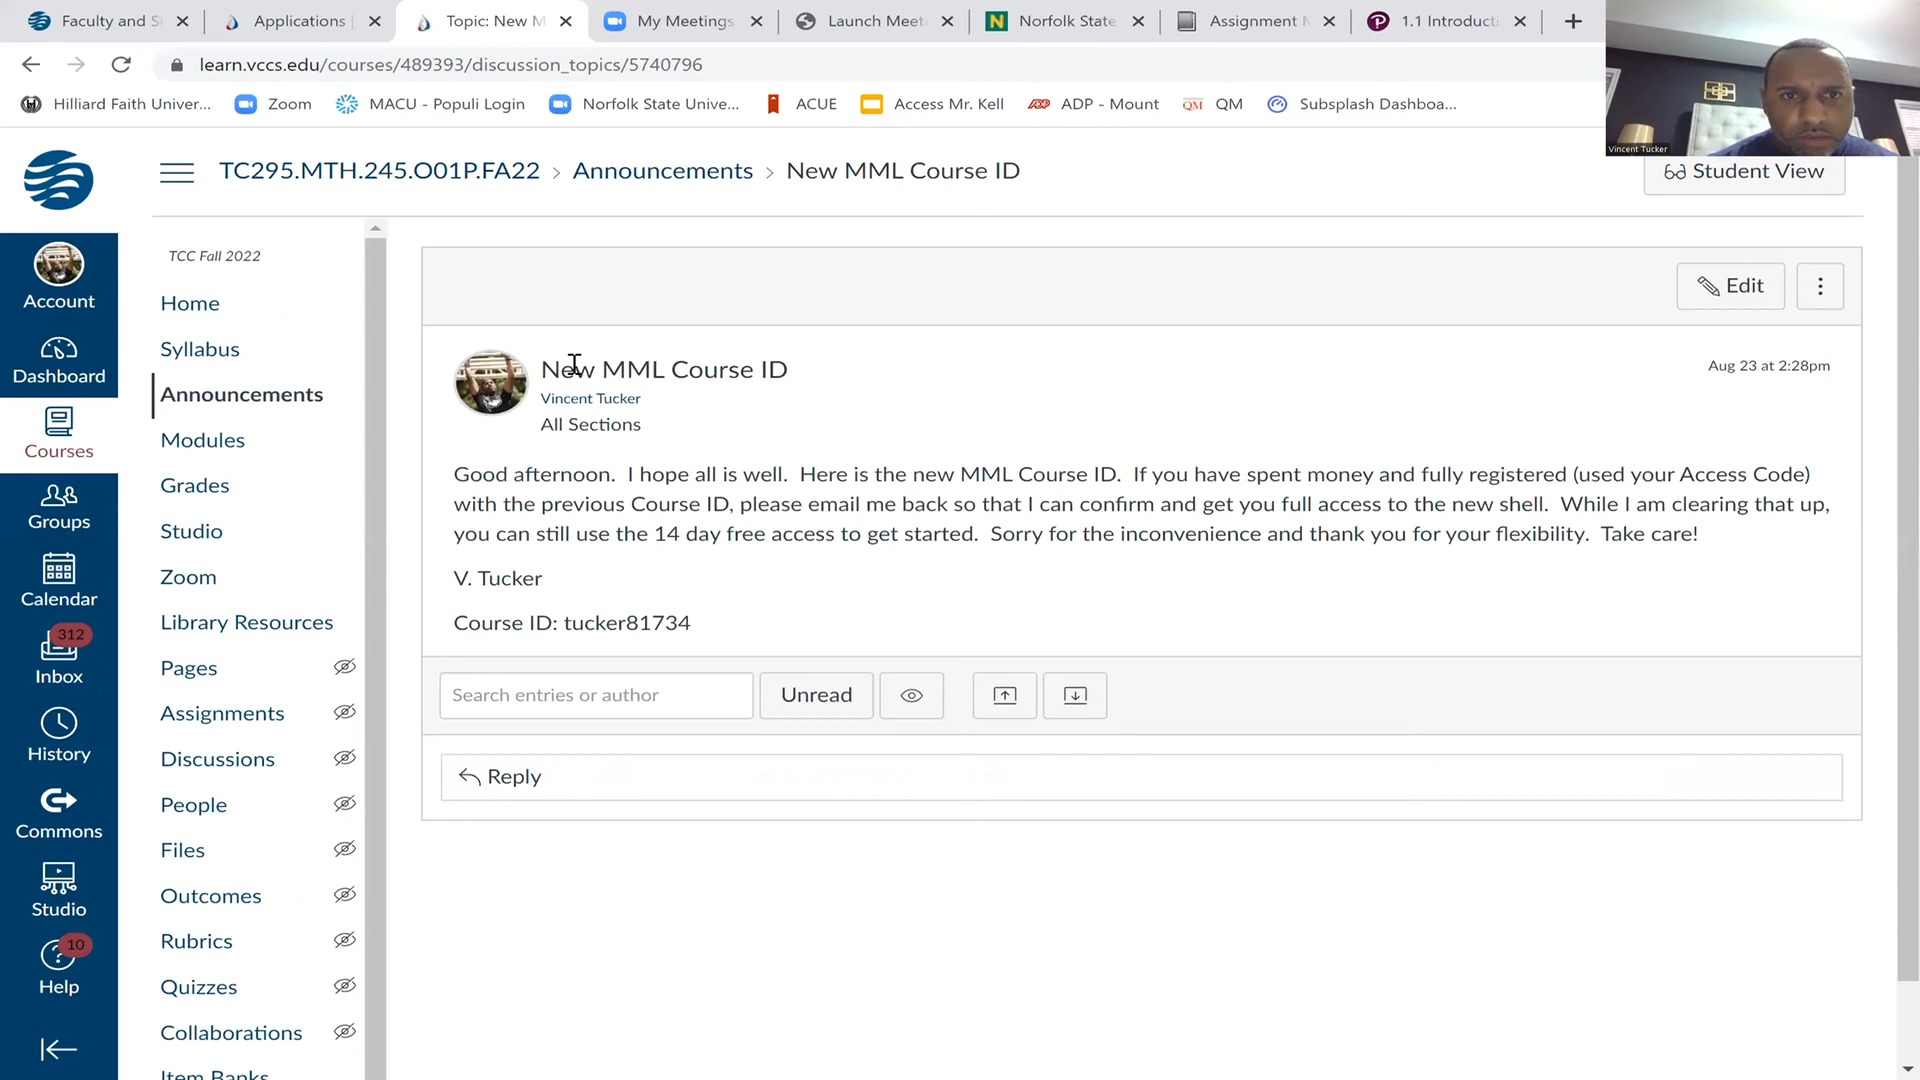 Faculty and S
Applications |
Topic: New M
My Meetings
Launch Meet
Norfolk State
Assignment M
1.1 Introduct
learn.vccs.edu/courses/489393/discussion_topics/5740796
Hilliard Faith Univer...
Zoom
MACU - Populi Login
Norfolk State Unive...
ACUE
Access Mr. Kell
ADP - Mount
QM
QM
Subsplash Dashboa...
Vincent Tucker
TC295.MTH.245.O01P.FA22 > Announcements > New MML Course ID
Student View
Account
Dashboard
Courses
Groups
Calendar
312
Inbox
History
Commons
Studio
10
Help
TCC Fall 2022
Home
Syllabus
Announcements
Modules
Grades
Studio
Zoom
Library Resources
Pages
Assignments
Discussions
People
Files
Outcomes
Rubrics
Quizzes
Collaborations
Item Banks
Edit
New MML Course ID
Aug 23 at 2:28pm
Vincent Tucker
All Sections
Good afternoon. I hope all is well. Here is the new MML Course ID. If you have spent money and fully registered (used your Access Code)
with the previous Course ID, please email me back so that I can confirm and get you full access to the new shell. While I am clearing that up,
you can still use the 14 day free access to get started. Sorry for the inconvenience and thank you for your flexibility. Take care!
V. Tucker
Course ID: tucker81734
Search entries or author
Unread
Reply